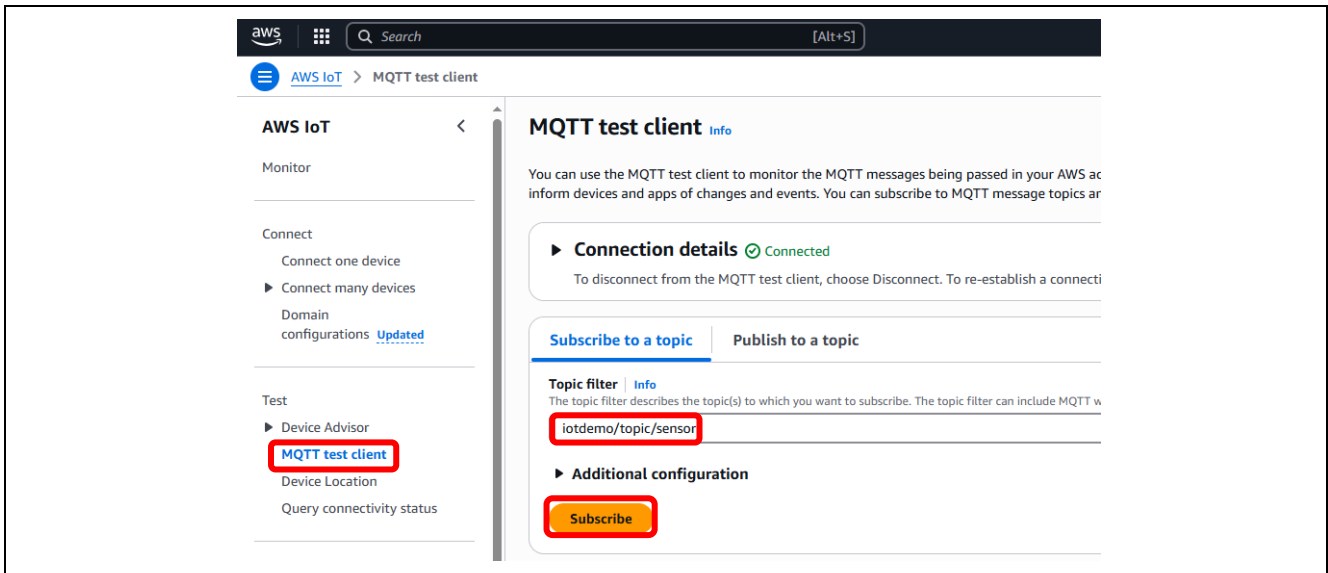 aws
Search [Alt+S]
AWS IoT > MQTT test client
AWS IoT
Monitor
Connect
Connect one device
Connect many devices
Domain
configurations Updated
Test
Device Advisor
MQTT test client
Device Location
Query connectivity status
MQTT test client Info
You can use the MQTT test client to monitor the MQTT messages being passed in your AWS ac
inform devices and apps of changes and events. You can subscribe to MQTT message topics an
Connection details Connected
To disconnect from the MQTT test client, choose Disconnect. To re-establish a connecti
Subscribe to a topic Publish to a topic
Topic filter Info
The topic filter describes the topic(s) to which you want to subscribe. The topic filter can include MQTT w
iotdemo/topic/sensor
Additional configuration
Subscribe